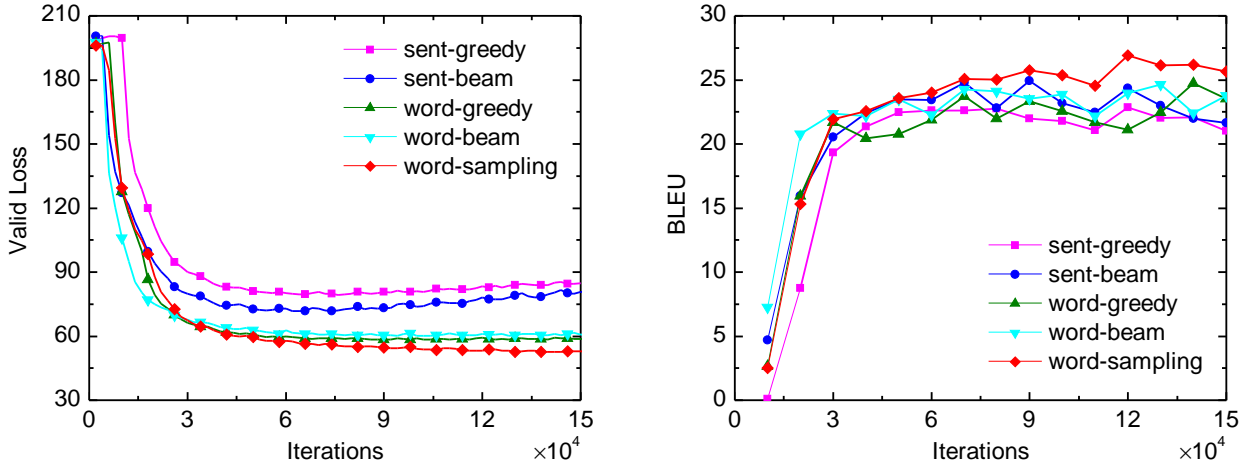 210
180
150
120
90
60
30
Valid Loss
sent-greedy
sent-beam
word-greedy
word-beam
word-sampling
0 3 6 9 12 15
Iterations ×10⁴
30
25
20
15
10
5
0
BLEU
sent-greedy
sent-beam
word-greedy
word-beam
word-sampling
0 3 6 9 12 15
Iterations ×10⁴